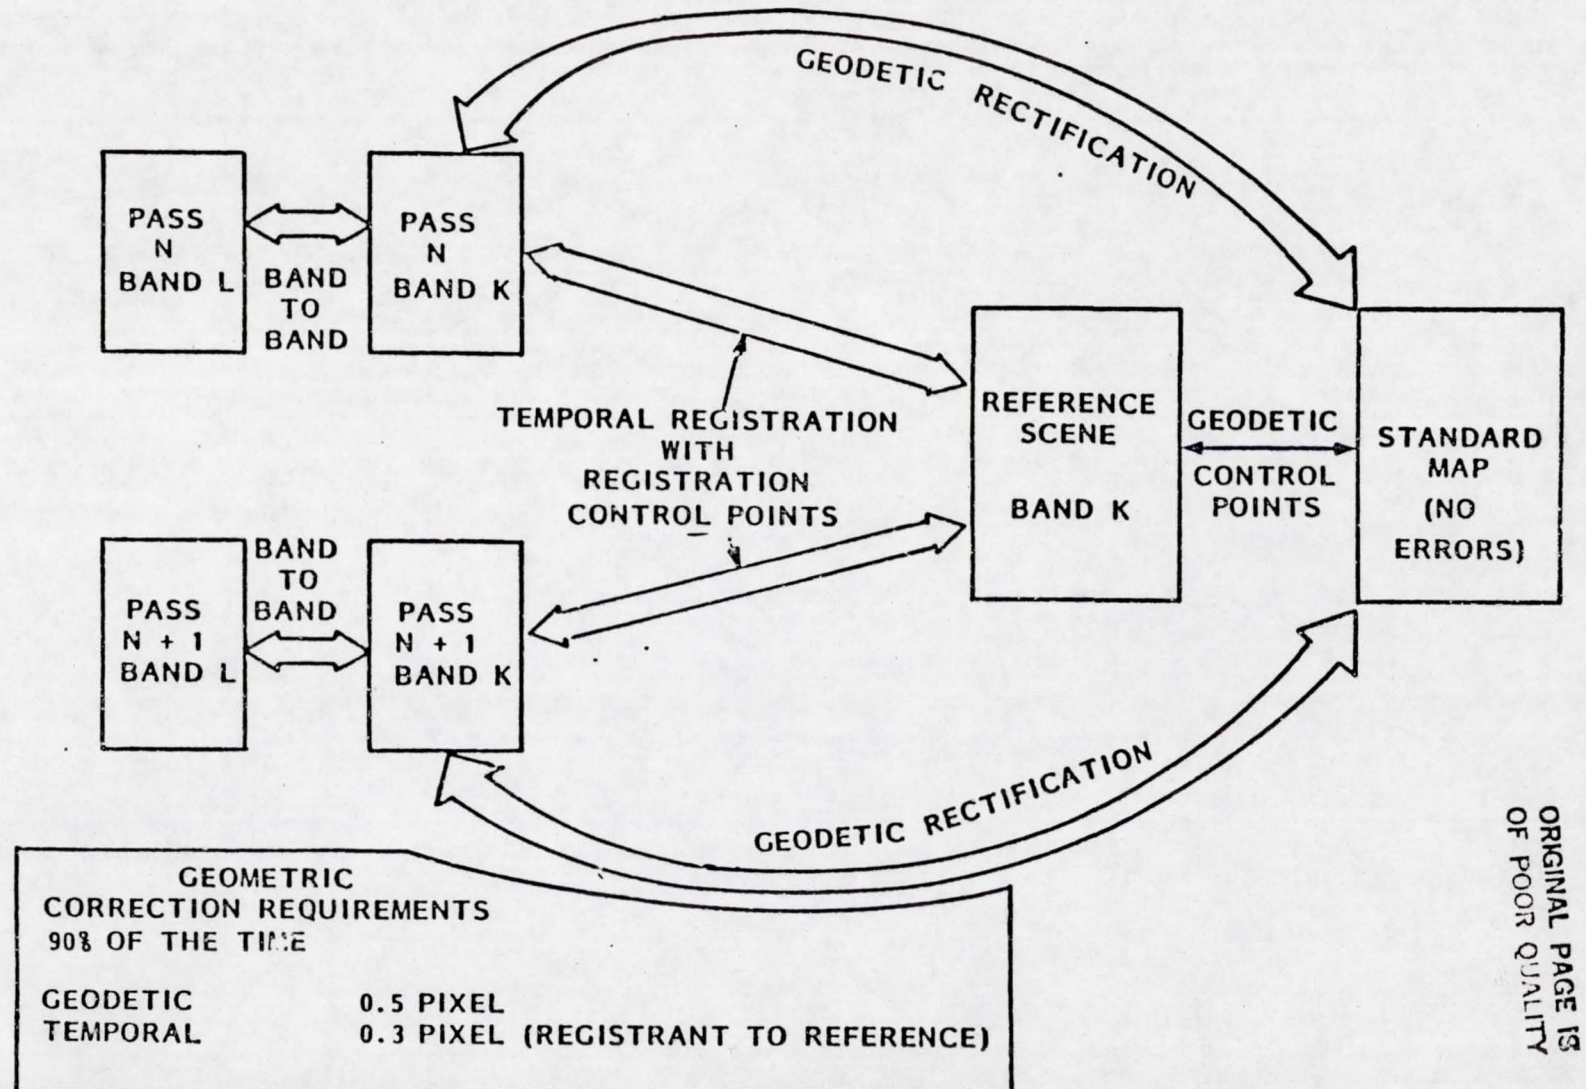 GEODETIC RECTIFICATION
PASS
N
BAND L
BAND
TO
BAND
PASS
N
BAND K
TEMPORAL REGISTRATION
WITH
REGISTRATION
CONTROL POINTS
REFERENCE
SCENE
BAND K
GEODETIC
CONTROL
POINTS
STANDARD
MAP
(NO
ERRORS)
PASS
N + 1
BAND L
BAND
TO
BAND
PASS
N + 1
BAND K
GEODETIC RECTIFICATION
GEOMETRIC
CORRECTION REQUIREMENTS
90% OF THE TIME
GEODETIC 0.5 PIXEL
TEMPORAL 0.3 PIXEL (REGISTRANT TO REFERENCE)
ORIGINAL PAGE IS
OF POOR QUALITY